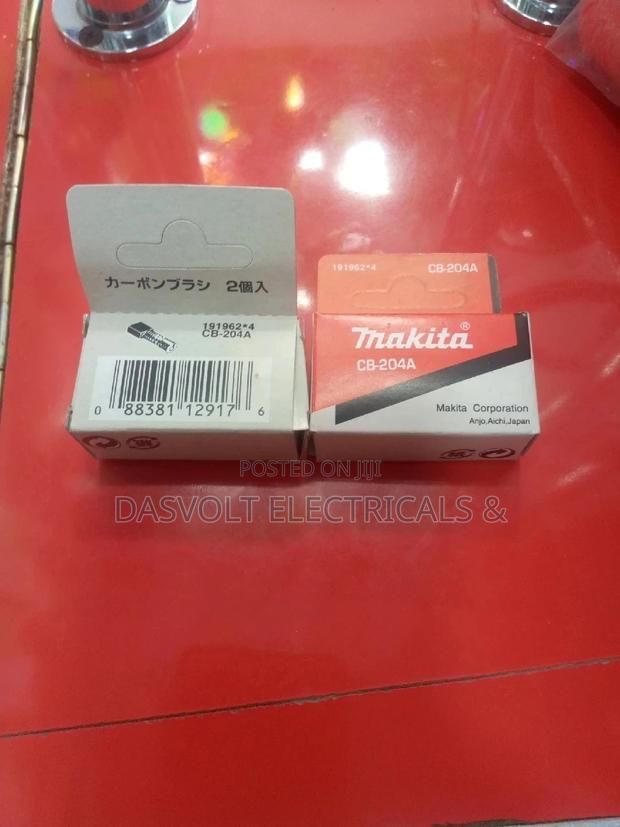 カーボンブラシ 2個入
191962*4
CB-204A
0 88381 12917 6
191962*4 CB-204A
makita®
CB-204A
Makita Corporation
Anjo,Aichi,Japan
POSTED ON JIJI
DASVOLT ELECTRICALS &